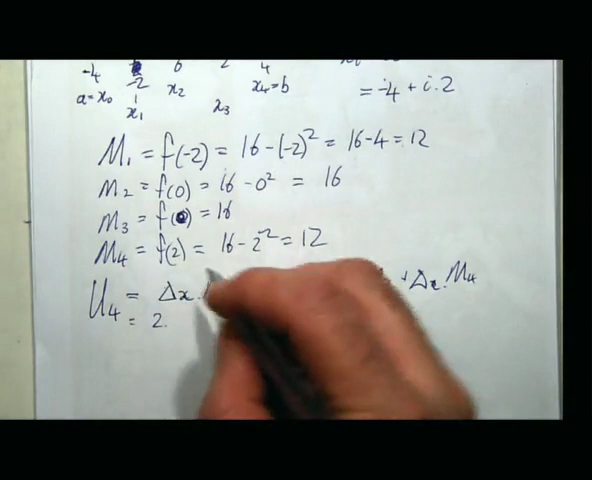 -4 6 2 4
-2
a=x₀ x₂ x₄=b = -4 + i.2
x₁ x₃
M₁ = f(-2) = 16-(-2)² = 16-4 = 12
M₂ = f(0) = 16 - 0² = 16
M₃ = f(0) = 16
M₄ = f(2) = 16 - 2² = 12
U₄ = Δx. + Δx. M₄
= 2.